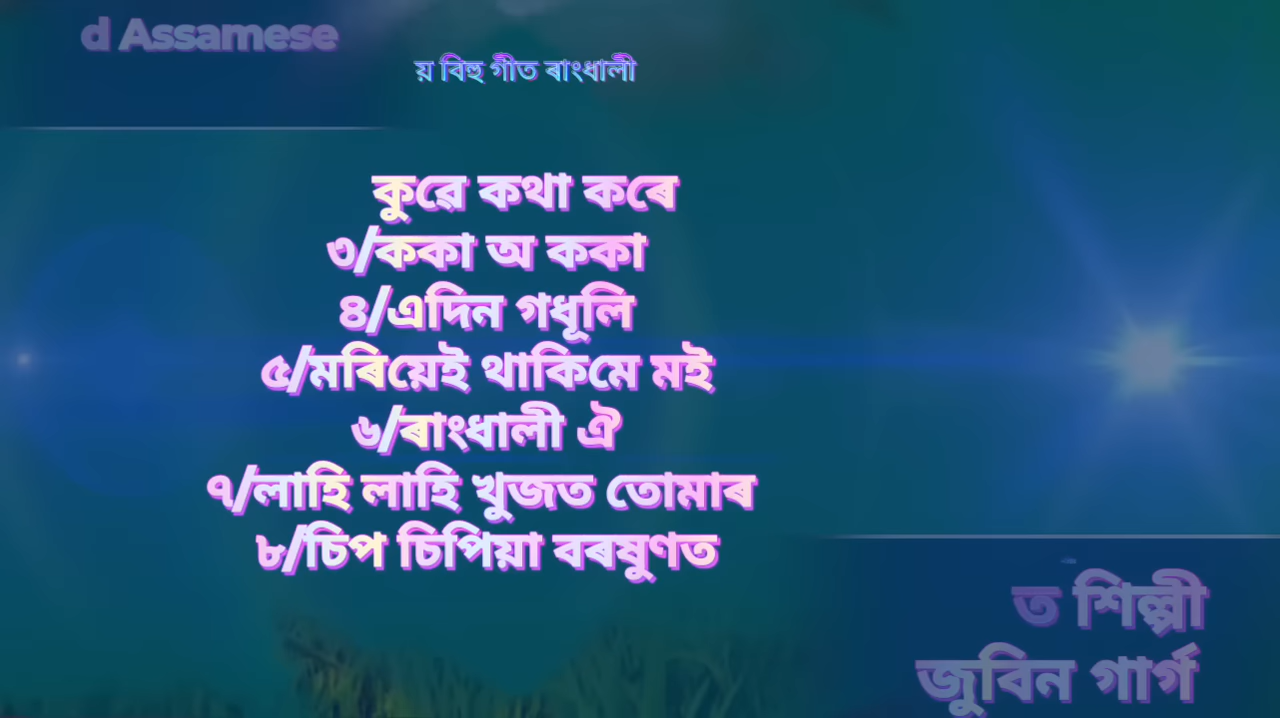 d Assamese
য় বিহু গীত ৰাংধালী
কুৱে কথা কৰে
৩/ককা অ ককা
৪/এদিন গধূলি
৫/মৰিয়েই থাকিমে মই
৬/ৰাংধালী ঐ
৭/লাহি লাহি খুজত তোমাৰ
৮/চিপ চিপিয়া বৰষুণত
ত শিল্পী
জুবিন গাৰ্গ